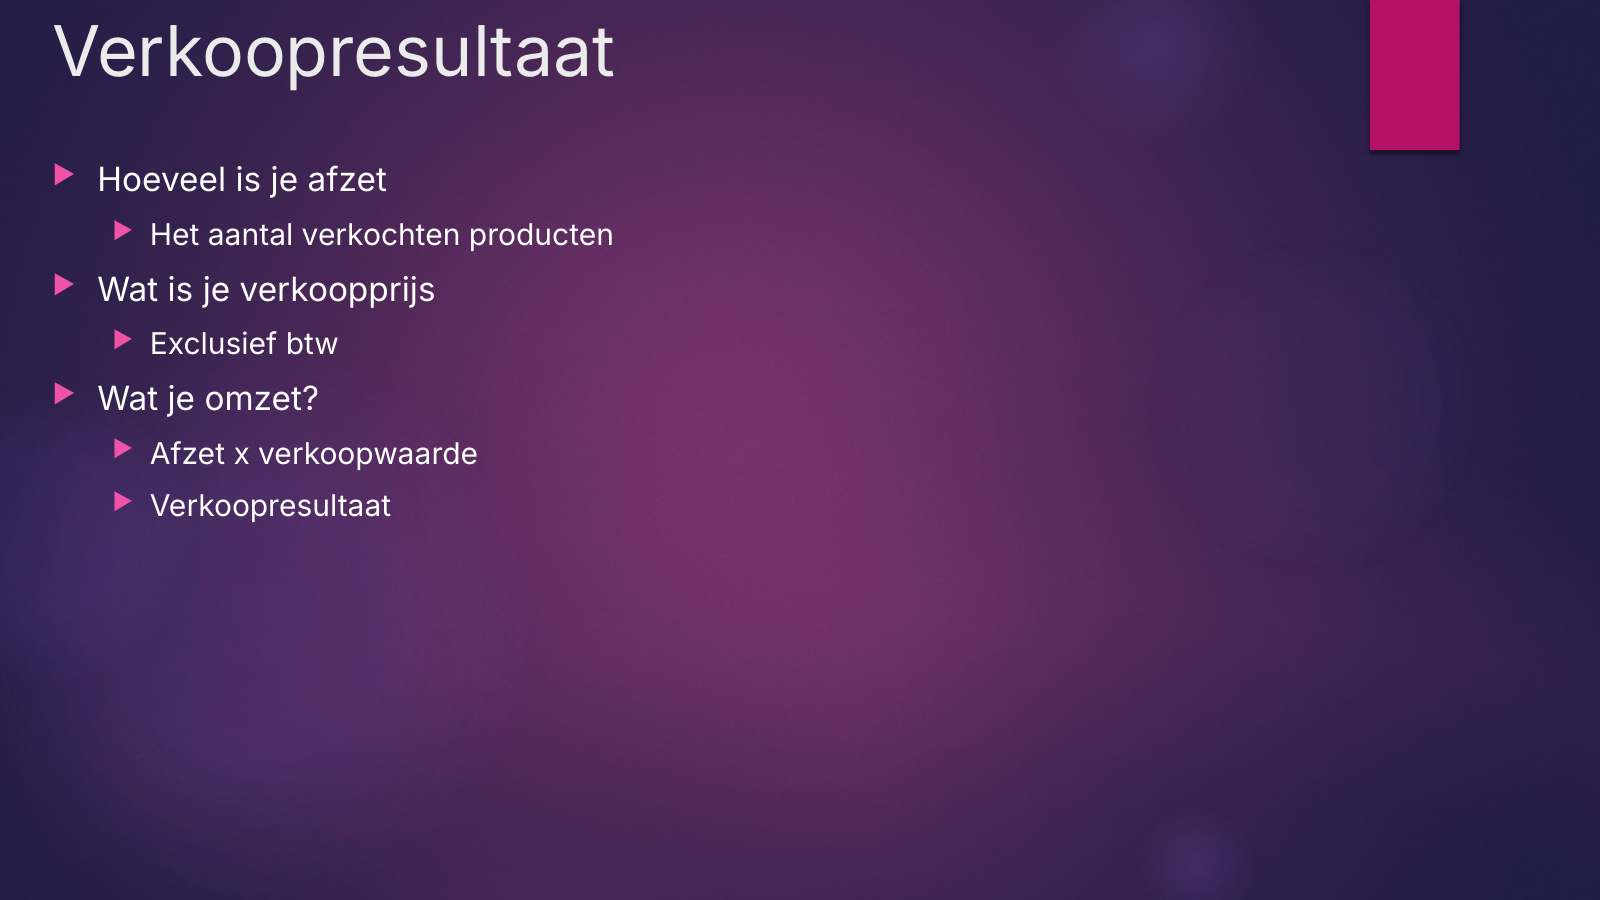 Verkoopresultaat
Hoeveel is je afzet
Het aantal verkochten producten
Wat is je verkoopprijs
Exclusief btw
Wat je omzet?
Afzet x verkoopwaarde
Verkoopresultaat